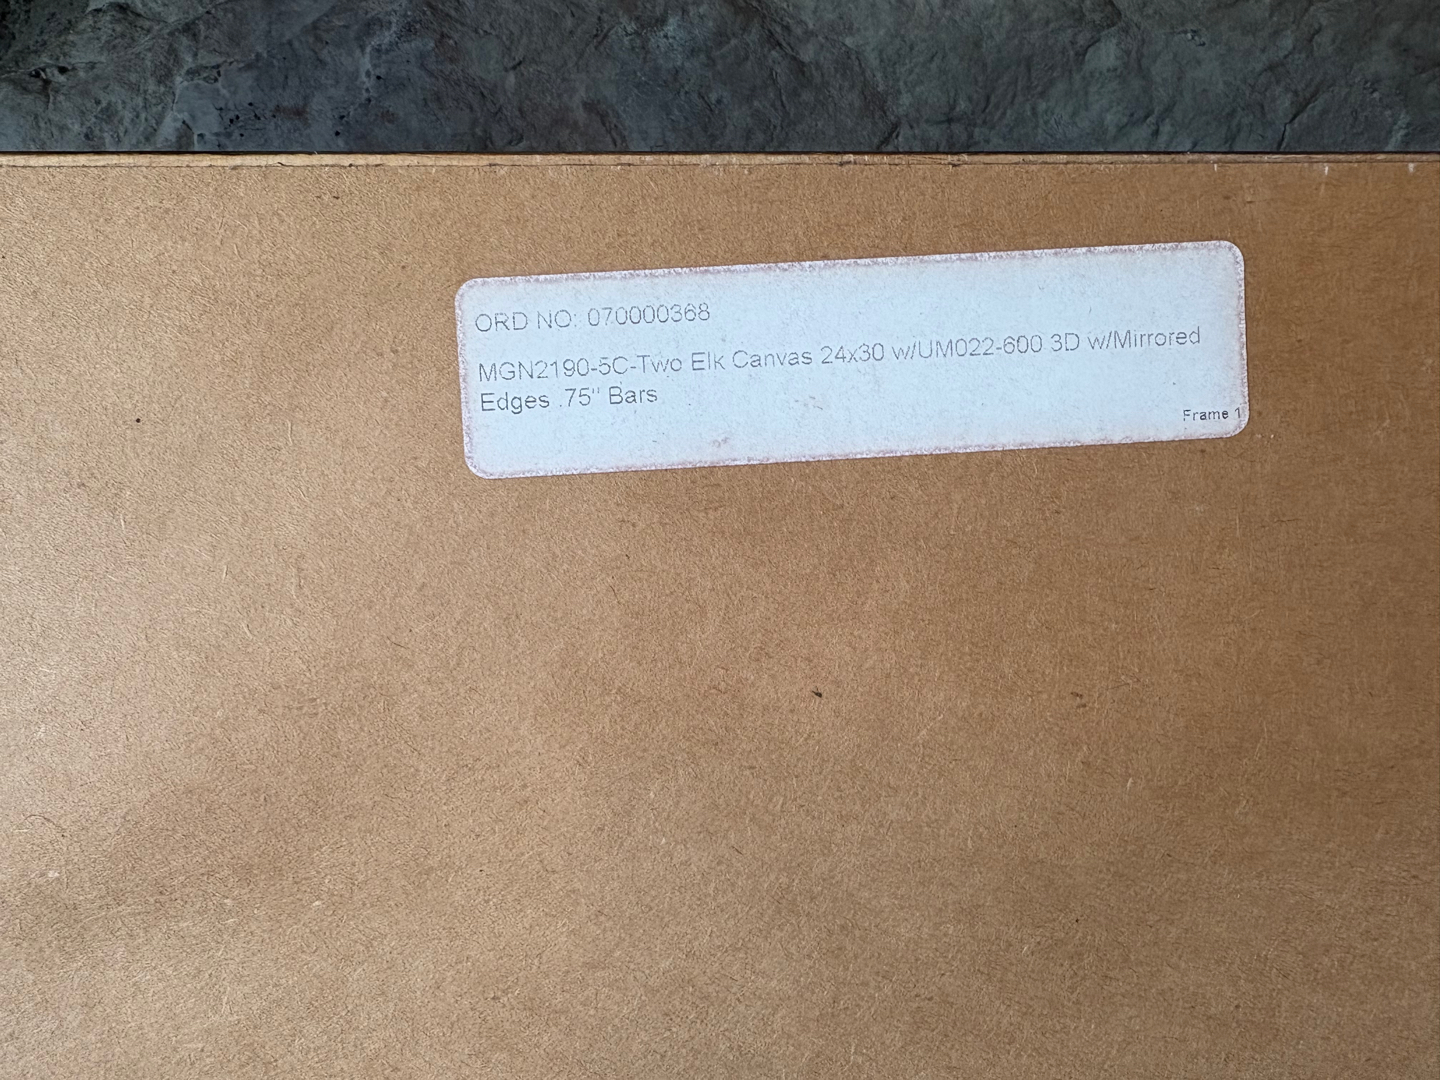 ORD NO: 070000368
MGN2190-5C-Two Elk Canvas 24x30 w/UM022-600 3D w/Mirrored
Edges .75" Bars
Frame 1